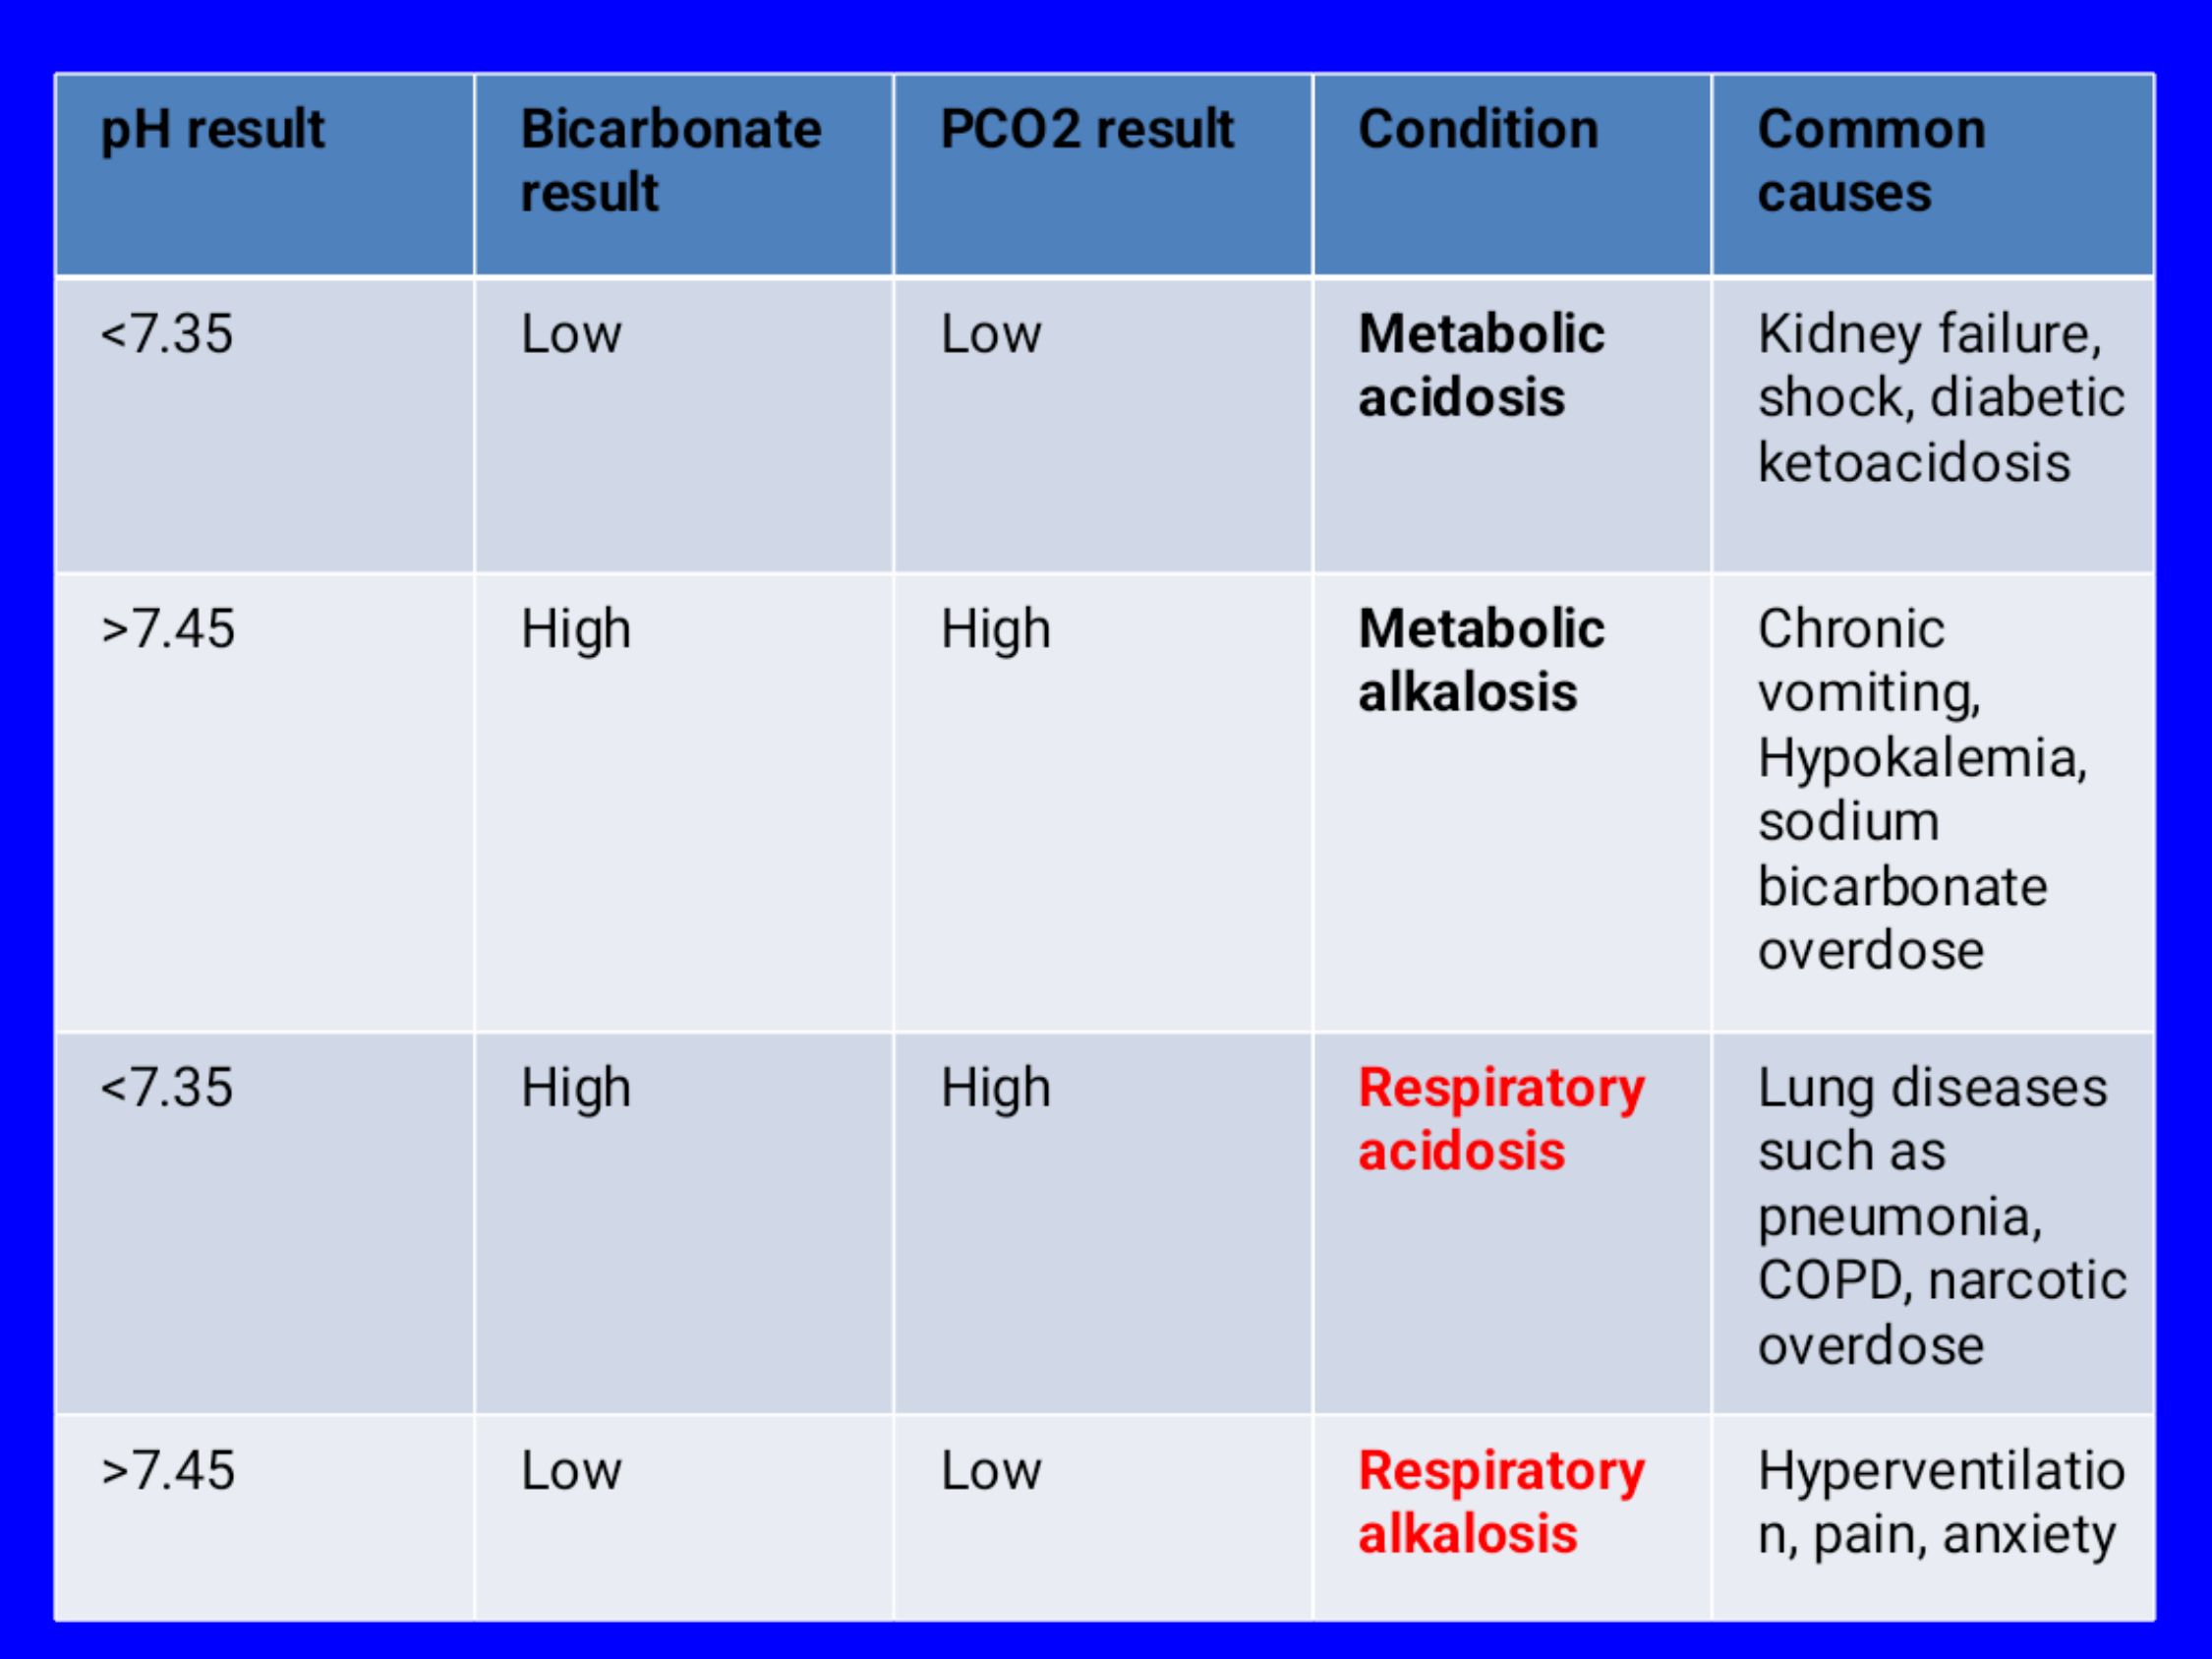 pH result
Bicarbonate
result
PCO2 result
Condition
Common
causes
<7.35
Low
Low
Metabolic
acidosis
Kidney failure,
shock, diabetic
ketoacidosis
>7.45
High
High
Metabolic
alkalosis
Chronic
vomiting,
Hypokalemia,
sodium
bicarbonate
overdose
<7.35
High
High
Respiratory
acidosis
Lung diseases
such as
pneumonia,
COPD, narcotic
overdose
>7.45
Low
Low
Respiratory
alkalosis
Hyperventilatio
n, pain, anxiety